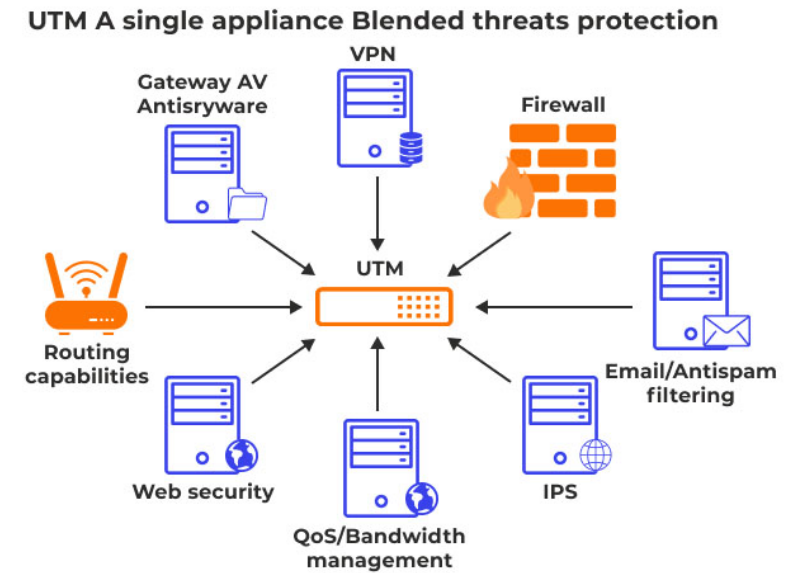 UTM A single appliance Blended threats protection
VPN
Gateway AV
Antisryware
Firewall
UTM
Routing
capabilities
Email/Antispam
filtering
Web security
IPS
QoS/Bandwidth
management